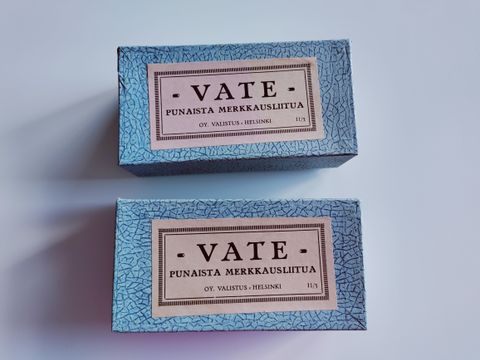 - VATE -
PUNAISTA MERKKAUSLIITUA
OY. VALISTUS - HELSINKI 11/3
- VATE -
PUNAISTA MERKKAUSLIITUA
OY. VALISTUS - HELSINKI 11/3